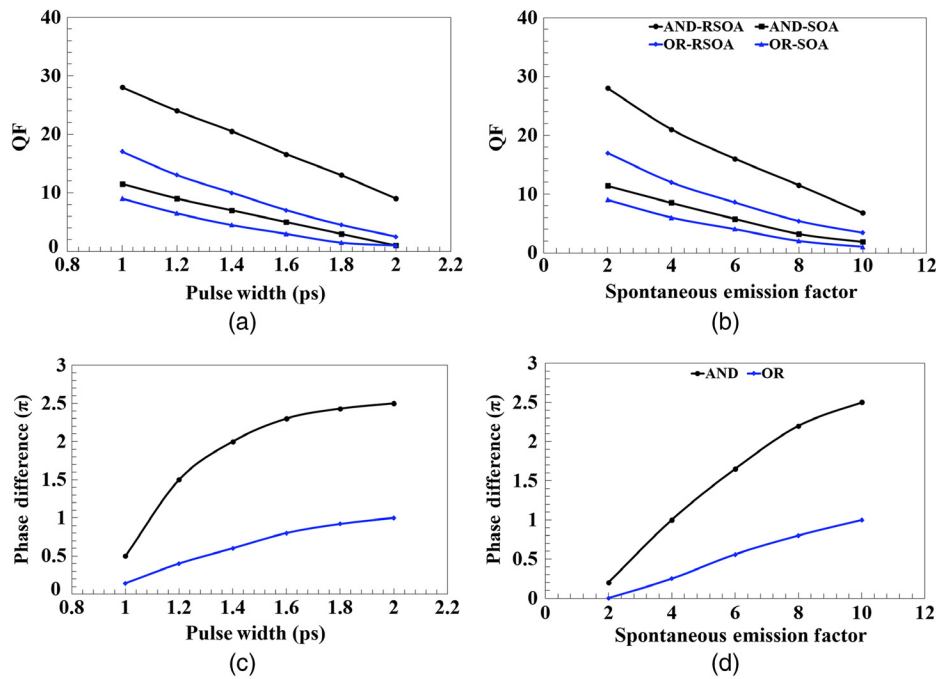 40
30
20
10
0
QF
0.8 1 1.2 1.4 1.6 1.8 2 2.2
Pulse width (ps)
(a)
AND-RSOA AND-SOA
OR-RSOA OR-SOA
40
30
20
10
0
QF
0 2 4 6 8 10 12
Spontaneous emission factor
(b)
3
2.5
2
1.5
1
0.5
0
Phase difference (π)
0.8 1 1.2 1.4 1.6 1.8 2 2.2
Pulse width (ps)
(c)
AND OR
3
2.5
2
1.5
1
0.5
0
Phase difference (π)
0 2 4 6 8 10 12
Spontaneous emission factor
(d)